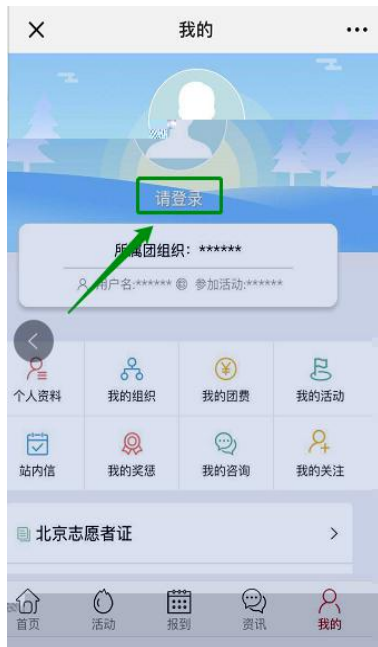 我的
请登录
所属团组织: ******
用户名:****** 参加活动:******
个人资料 我的组织 我的团费 我的活动
站内信 我的奖惩 我的咨询 我的关注
北京志愿者证
首页 活动 报到 资讯 我的